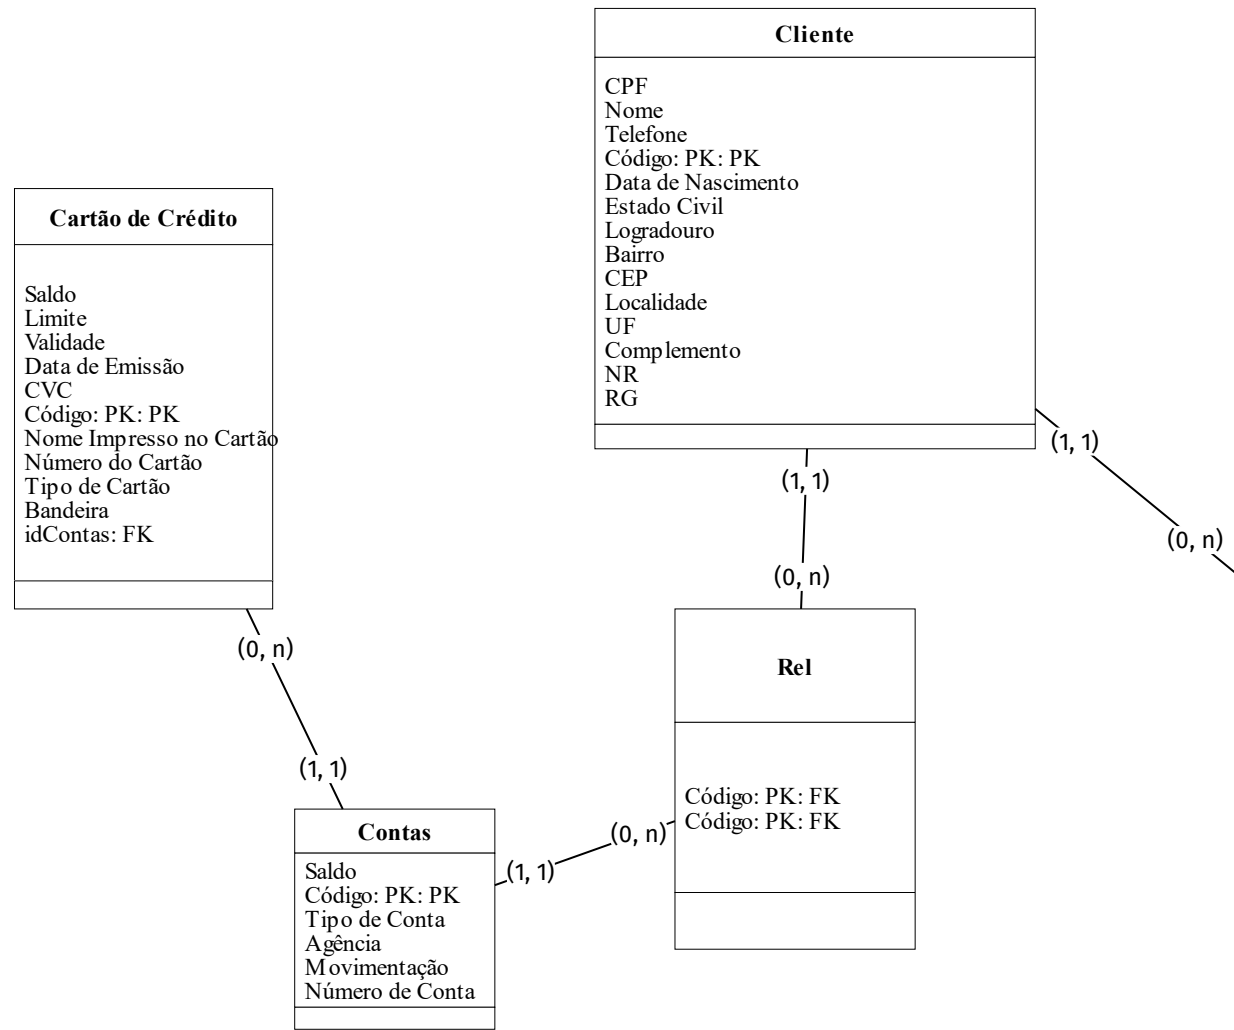 Cliente
CPF
Nome
Telefone
Código: PK: PK
Data de Nascimento
Estado Civil
Logradouro
Bairro
CEP
Localidade
UF
Complemento
NR
RG
Cartão de Crédito
Saldo
Limite
Validade
Data de Emissão
CVC
Código: PK: PK
Nome Impresso no Cartão
Número do Cartão
Tipo de Cartão
Bandeira
idContas: FK
(1, 1)
(1, 1)
(0, n)
(0, n)
(0, n)
Rel
Código: PK: FK
Código: PK: FK
(1, 1)
(0, n)
(1, 1)
Contas
Saldo
Código: PK: PK
Tipo de Conta
Agência
Movimentação
Número de Conta